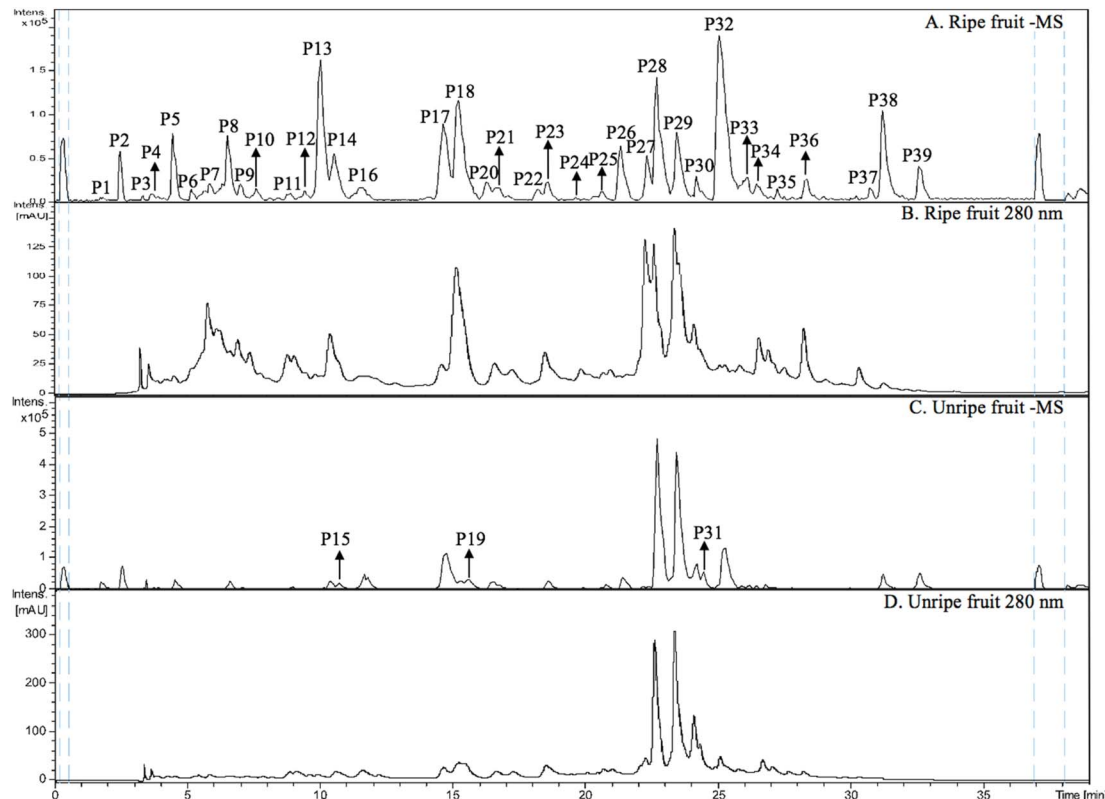 Intens.
x10⁵
A. Ripe fruit -MS
P32
P13
P28
P18
P38
P17
P5
P8
P29
P12
P21
P23
P33
P2
P4
P10
P14
P26
P27
P34
P36
P39
P1
P3
P6
P7
P9
P11
P16
P20
P22
P24
P25
P30
P35
P37
1.5
1.0
0.5
0.0
Intens.
[mAU]
B. Ripe fruit 280 nm
125
100
75
50
25
0
Intens.
x10⁵
C. Unripe fruit -MS
5
4
3
2
1
0
P15
P19
P31
Intens.
[mAU]
D. Unripe fruit 280 nm
300
200
100
0
0 5 10 15 20 25 30 35 Time [min]